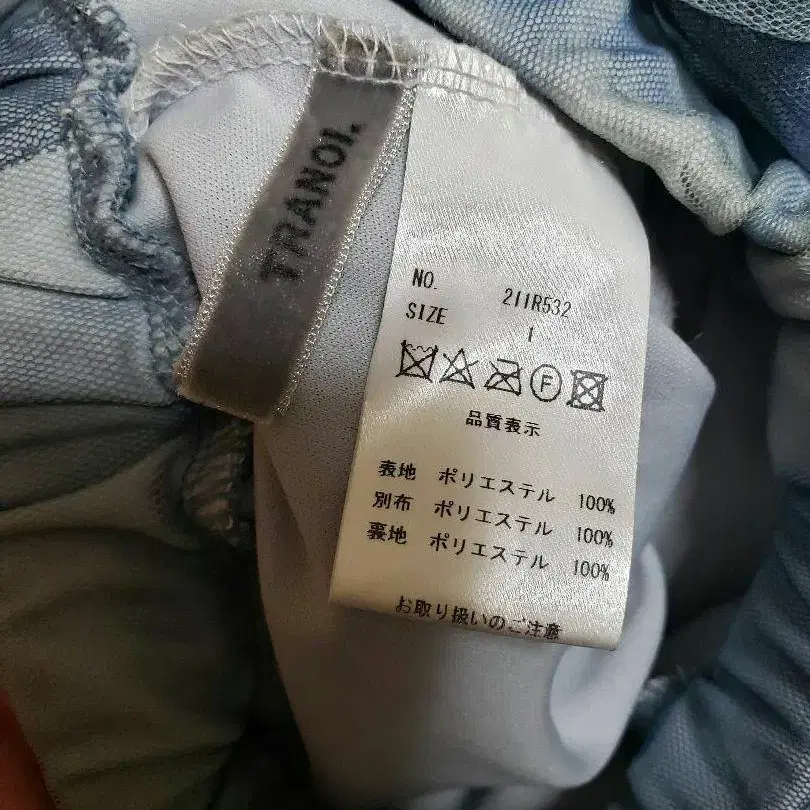 TRANOI.
NO. 211R532
SIZE 1
F
品質表示
表地 ポリエステル 100%
別布 ポリエステル 100%
裏地 ポリエステル 100%
お取り扱いのご注意